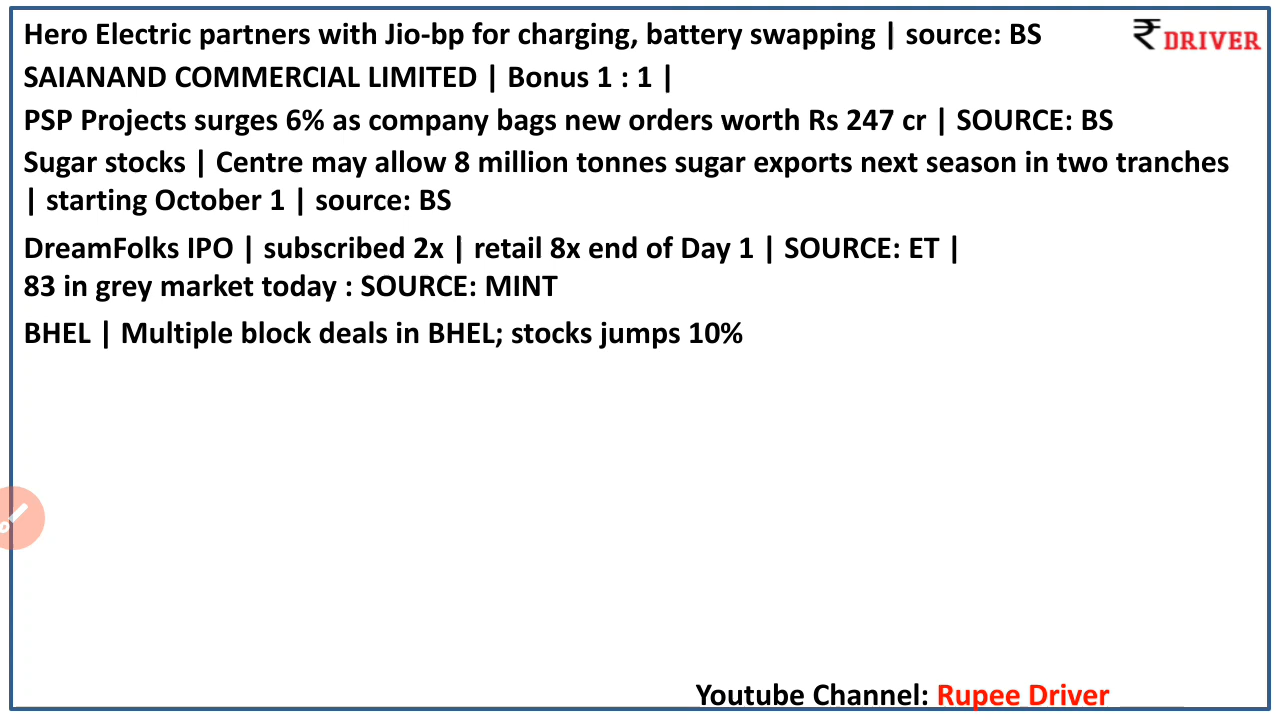 Hero Electric partners with Jio-bp for charging, battery swapping | source: BS
₹ DRIVER
SAIANAND COMMERCIAL LIMITED | Bonus 1 : 1 |
PSP Projects surges 6% as company bags new orders worth Rs 247 cr | SOURCE: BS
Sugar stocks | Centre may allow 8 million tonnes sugar exports next season in two tranches
| starting October 1 | source: BS
DreamFolks IPO | subscribed 2x | retail 8x end of Day 1 | SOURCE: ET |
83 in grey market today : SOURCE: MINT
BHEL | Multiple block deals in BHEL; stocks jumps 10%
Youtube Channel: Rupee Driver